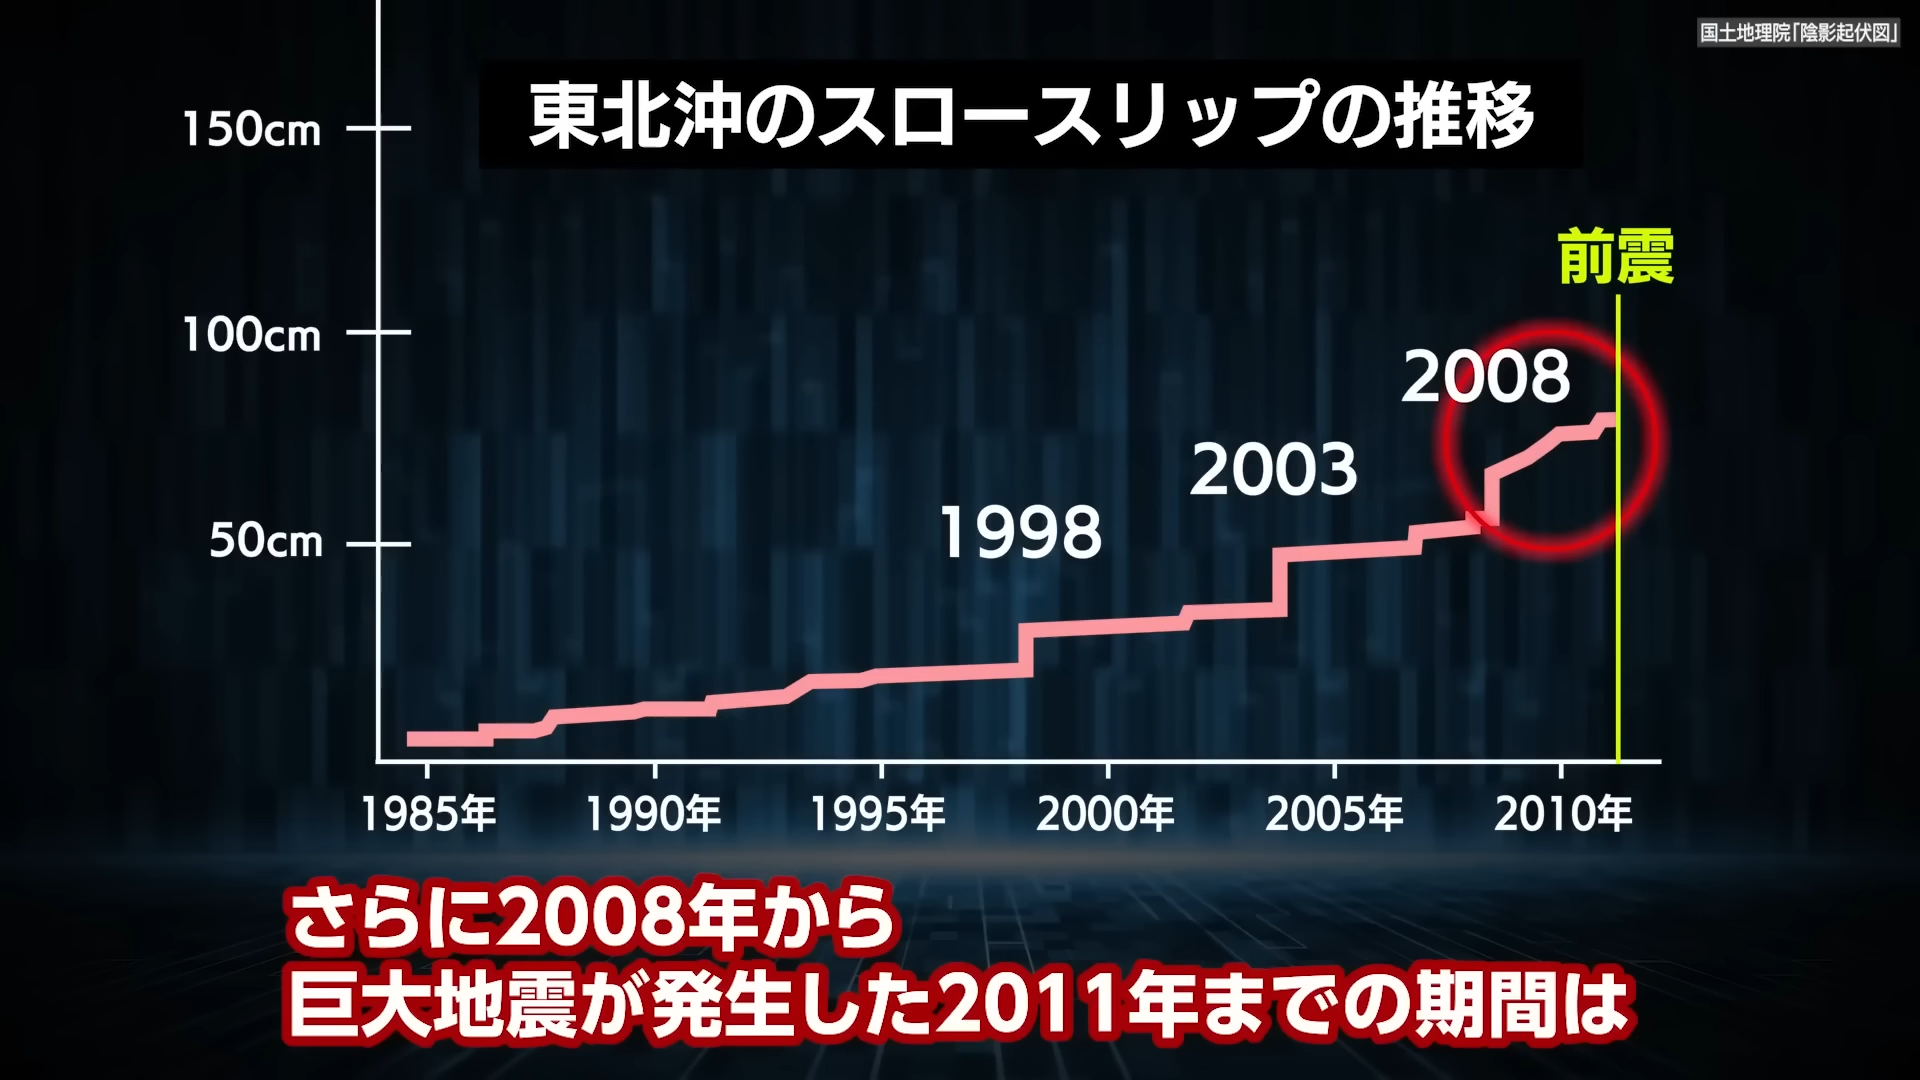 国土地理院「陰影起伏図」
東北沖のスロースリップの推移
150cm
前震
100cm
2008
2003
1998
50cm
1985年
1990年
1995年
2000年
2005年
2010年
さらに2008年から
巨大地震が発生した2011年までの期間は